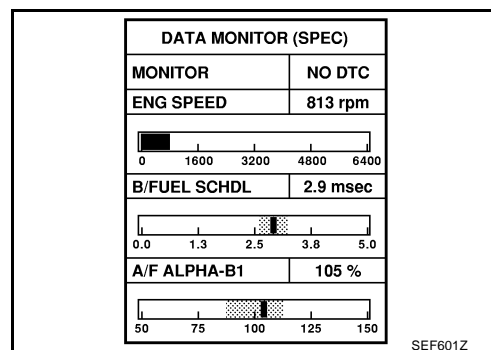 DATA MONITOR (SPEC)
MONITOR NO DTC
ENG SPEED 813 rpm
0 1600 3200 4800 6400
B/FUEL SCHDL 2.9 msec
0.0 1.3 2.5 3.8 5.0
A/F ALPHA-B1 105 %
50 75 100 125 150
SEF601Z